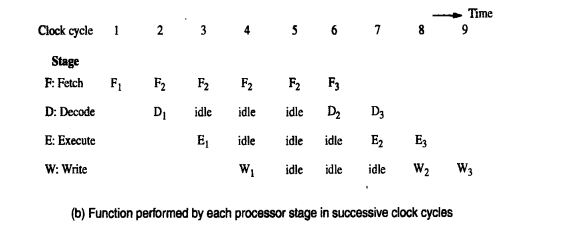 Time
Clock cycle 1 2 3 4 5 6 7 8 9
Stage
F: Fetch F1 F2 F2 F2 F2 F3
D: Decode D1 idle idle idle D2 D3
E: Execute E1 idle idle idle E2 E3
W: Write W1 idle idle idle W2 W3
(b) Function performed by each processor stage in successive clock cycles